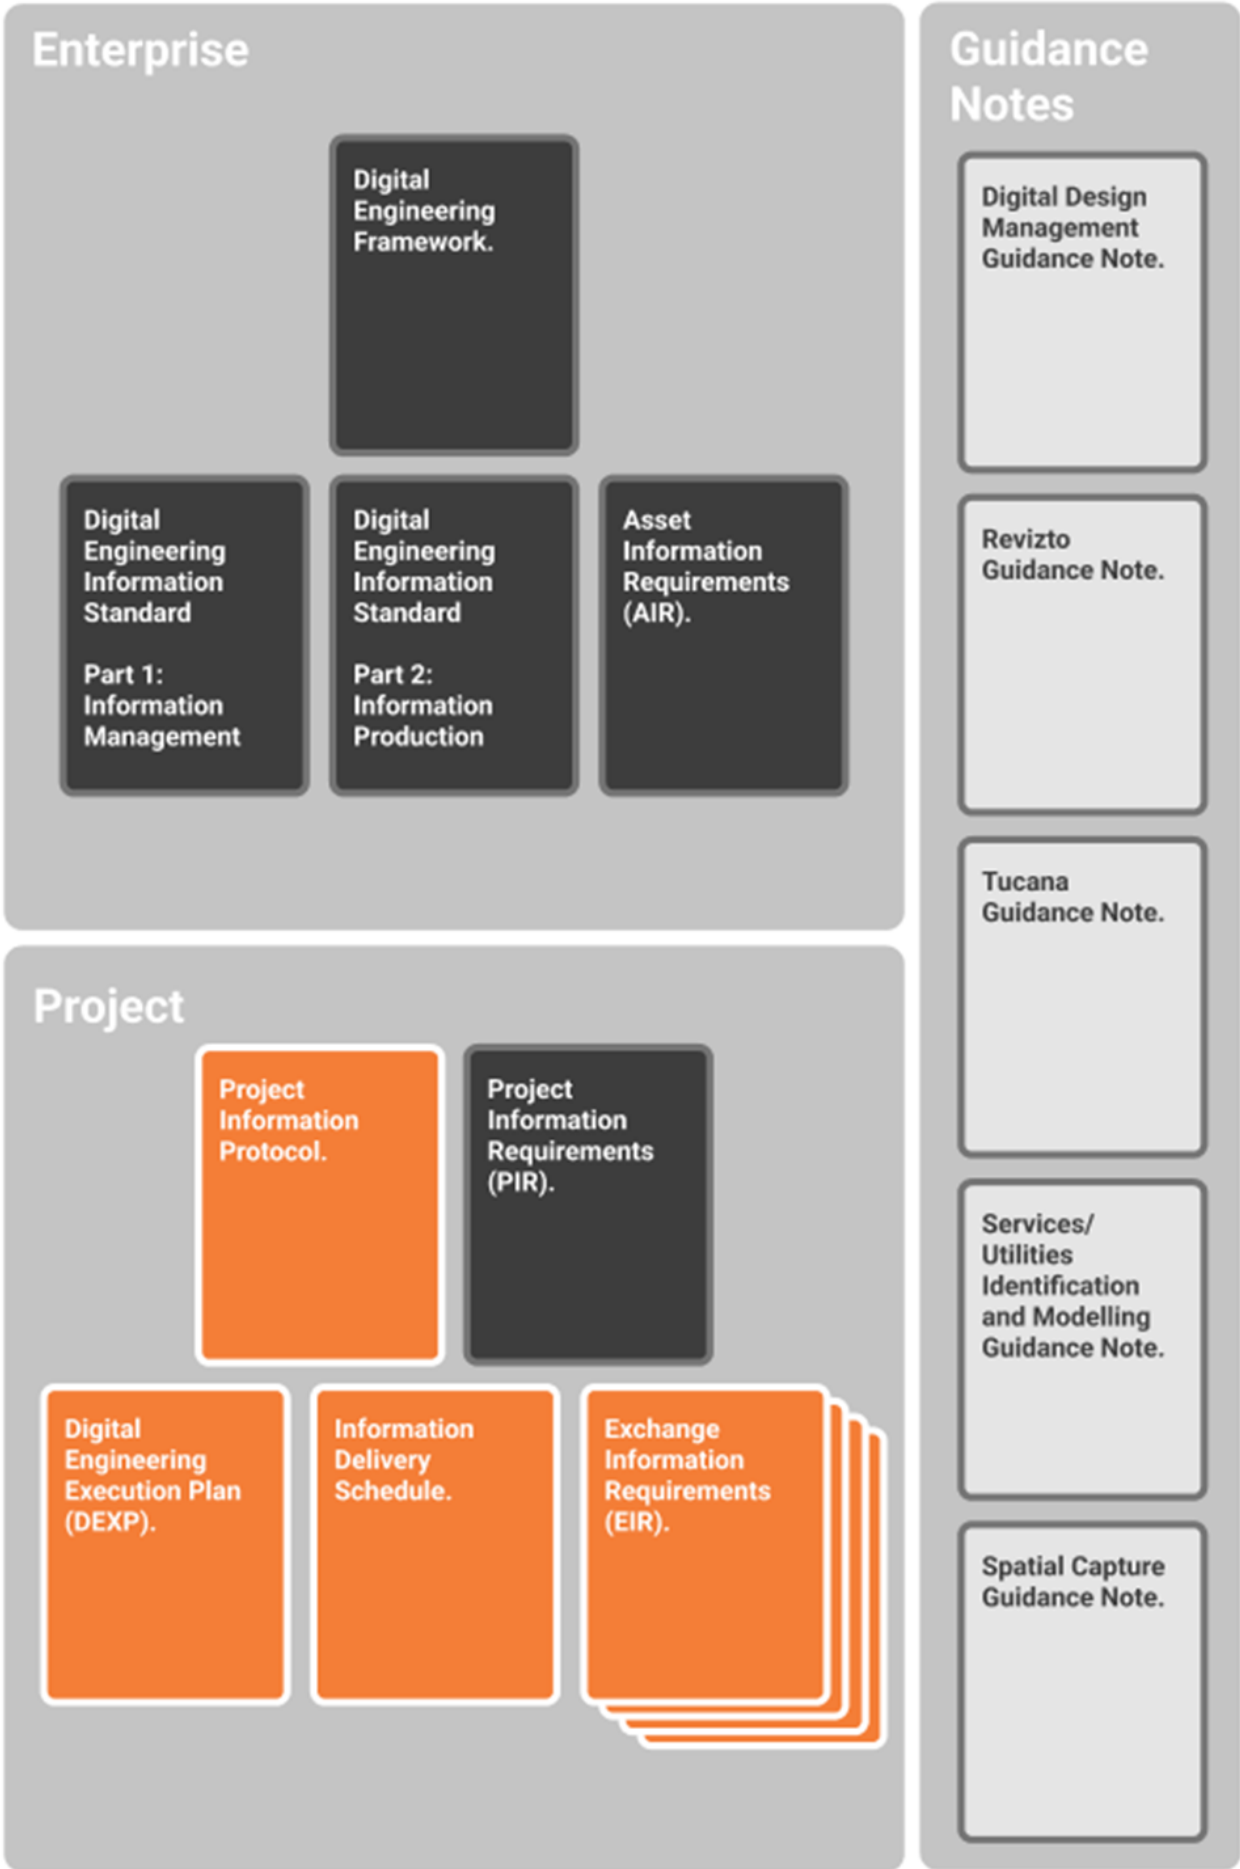 Enterprise
Digital
Engineering
Framework.
Digital
Engineering
Information
Standard
Part 1:
Information
Management
Digital
Engineering
Information
Standard
Part 2:
Information
Production
Asset
Information
Requirements
(AIR).
Project
Project
Information
Protocol.
Project
Information
Requirements
(PIR).
Digital
Engineering
Execution Plan
(DEXP).
Information
Delivery
Schedule.
Exchange
Information
Requirements
(EIR).
Guidance
Notes
Digital Design
Management
Guidance Note.
Revizto
Guidance Note.
Tucana
Guidance Note.
Services/
Utilities
Identification
and Modelling
Guidance Note.
Spatial Capture
Guidance Note.